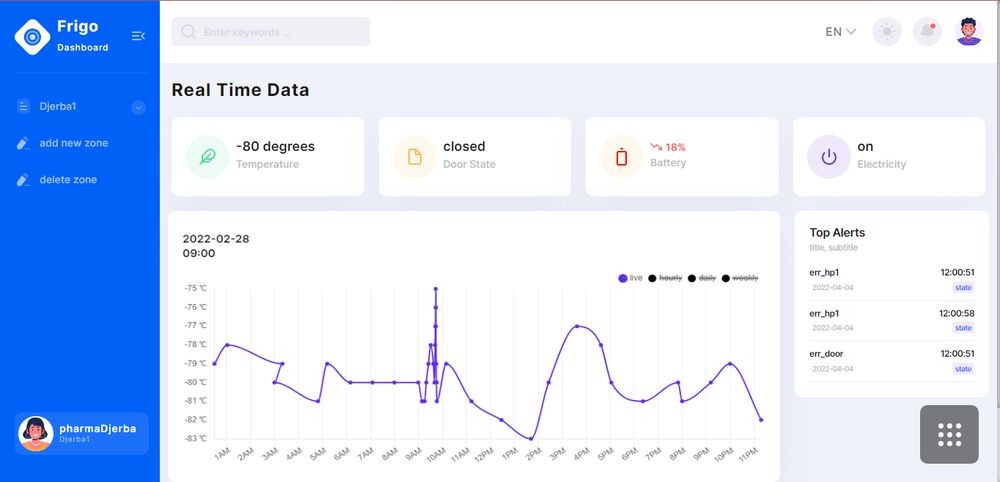 Frigo
Dashboard
Enter keywords ...
EN
Djerba1
add new zone
delete zone
pharmaDjerba
Djerba1
Real Time Data
-80 degrees
Temperature
closed
Door State
18%
Battery
on
Electricity
2022-02-28
09:00
live hourly daily weekly
-75 °C
-76 °C
-77 °C
-78 °C
-79 °C
-80 °C
-81 °C
-82 °C
-83 °C
1AM 2AM 3AM 4AM 5AM 6AM 7AM 8AM 9AM 10AM 11AM 12PM 1PM 2PM 3PM 4PM 5PM 6PM 7PM 8PM 9PM 10PM 11PM
Top Alerts
title, subtitle
err_hp1 12:00:51
2022-04-04 state
err_hp1 12:00:58
2022-04-04 state
err_door 12:00:51
2022-04-04 state